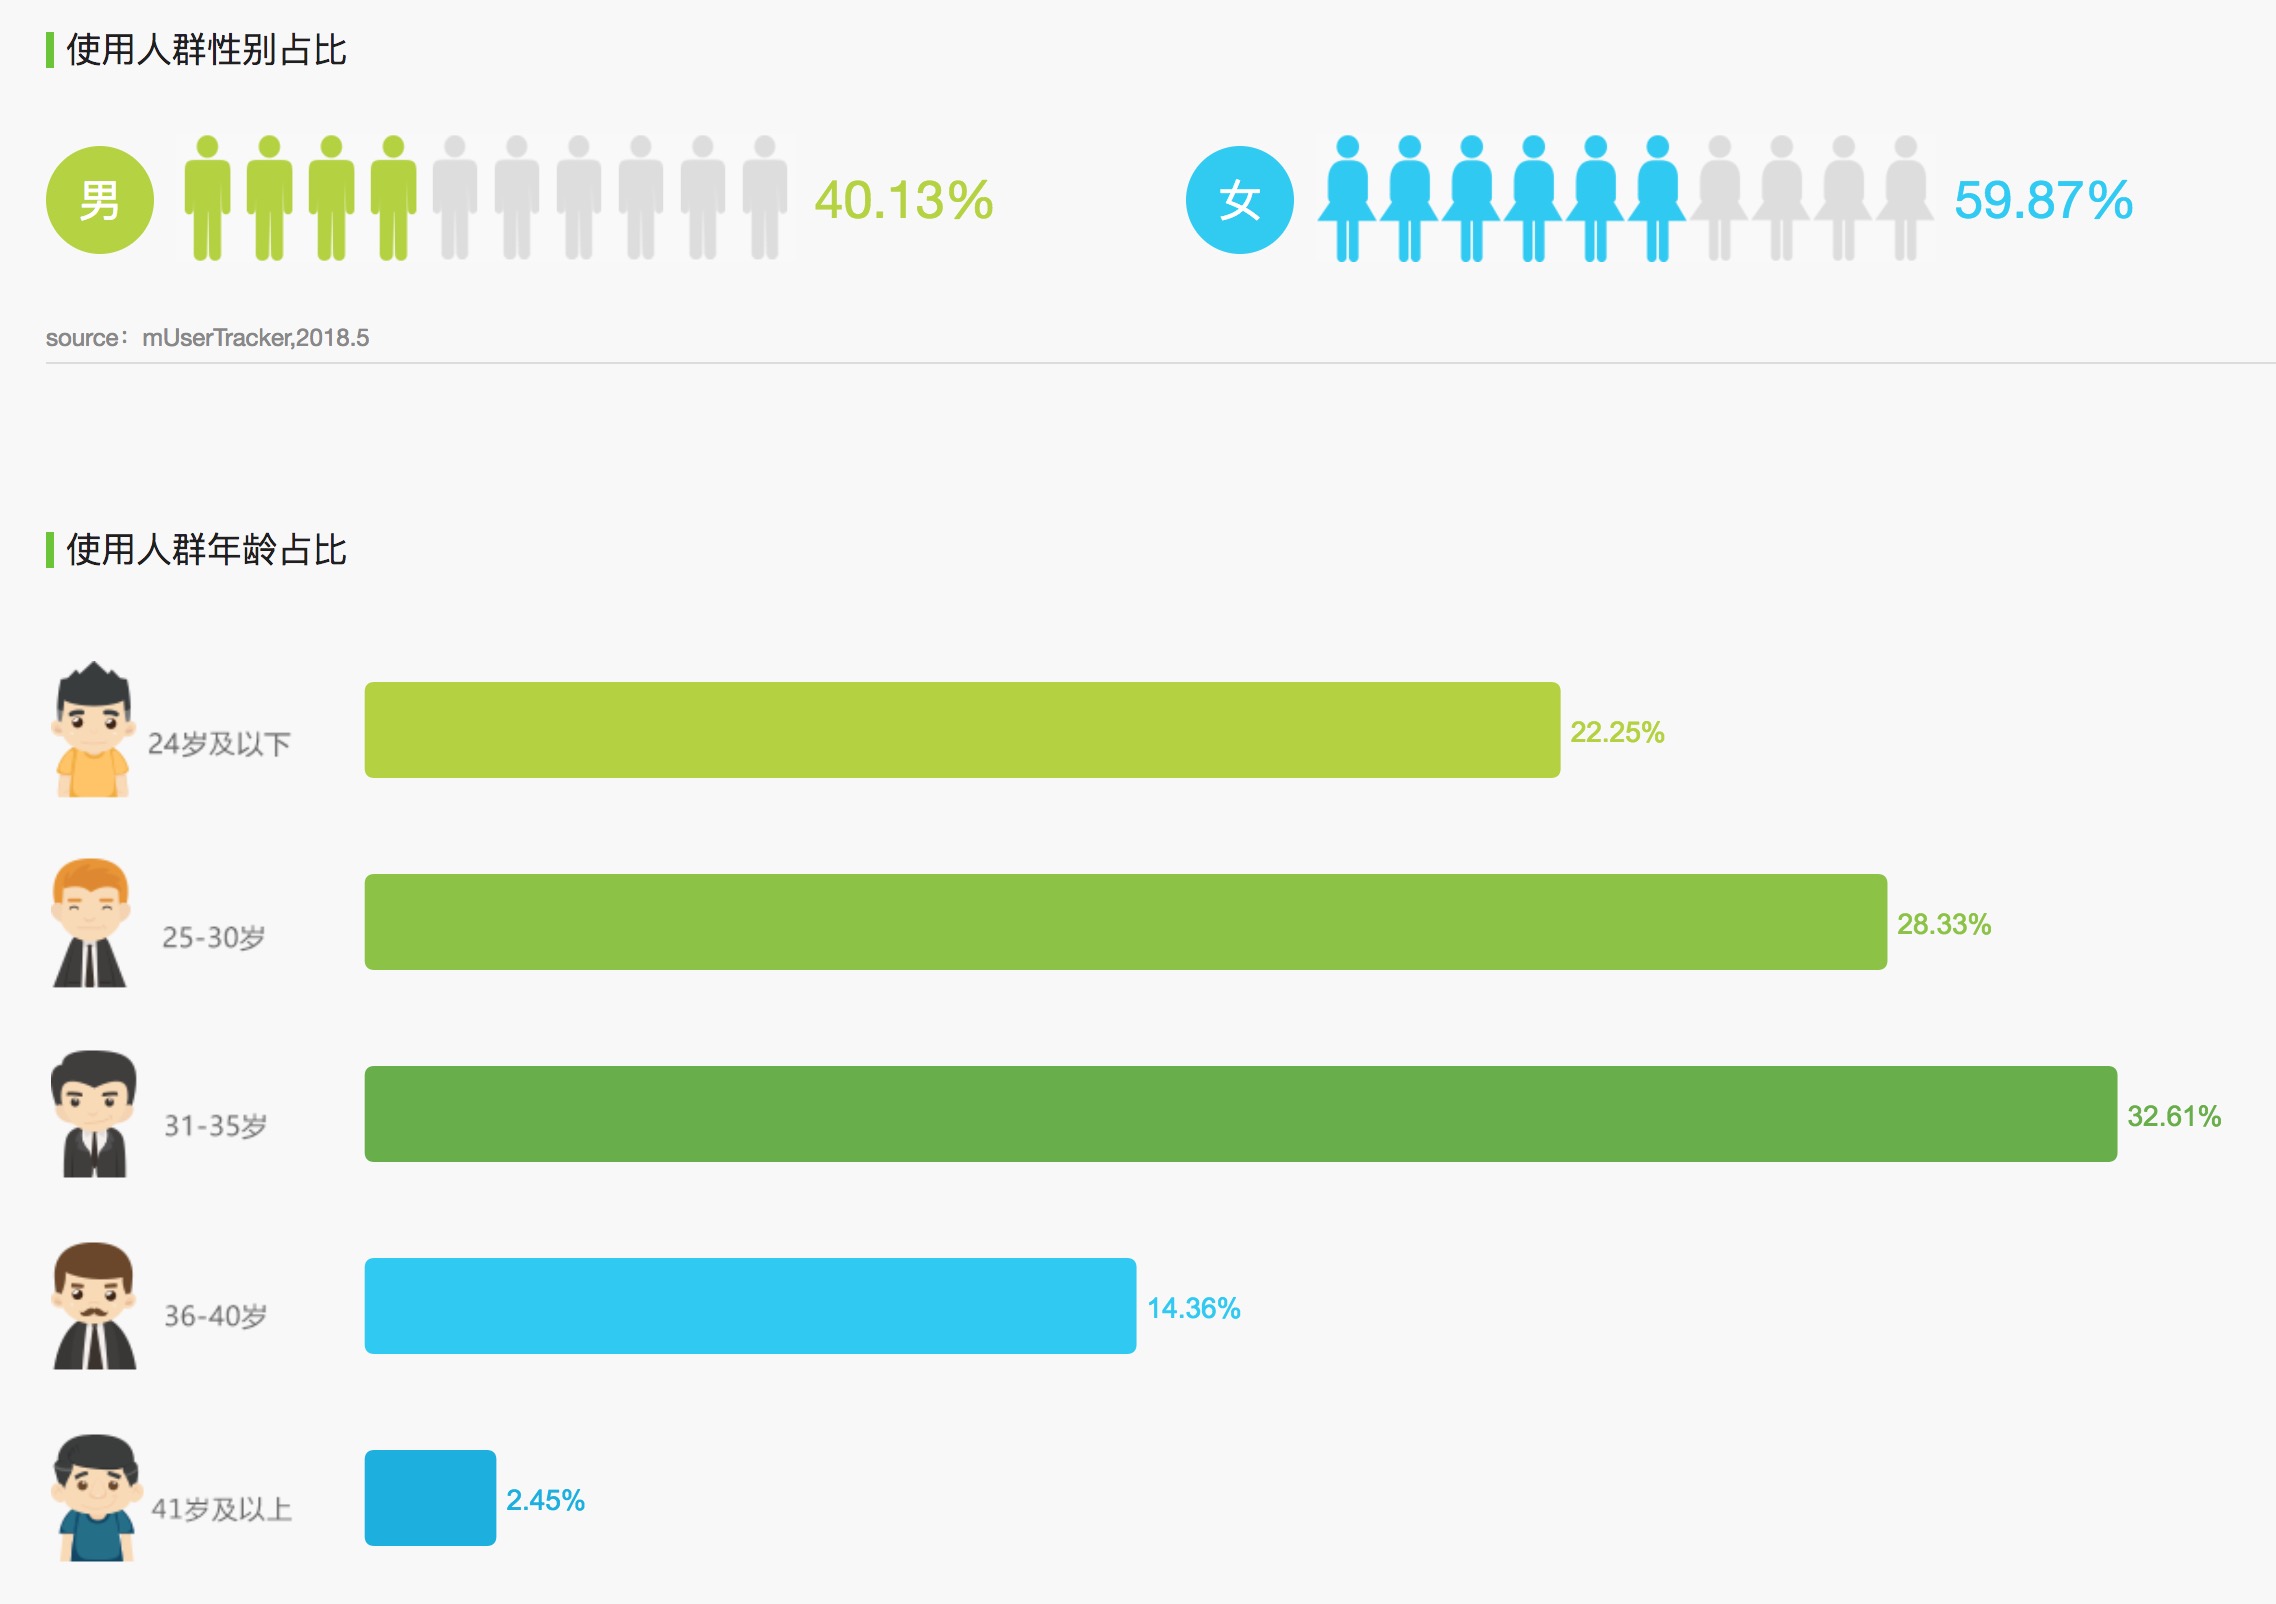 使用人群性别占比
男 40.13% 女 59.87%
source：mUserTracker,2018.5
使用人群年龄占比
24岁及以下 22.25%
25-30岁 28.33%
31-35岁 32.61%
36-40岁 14.36%
41岁及以上 2.45%